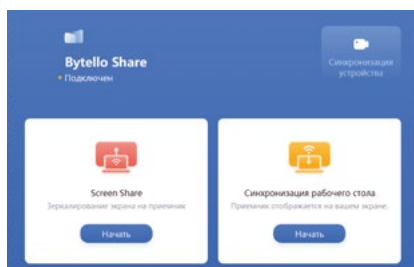 Bytello Share
Подключен
Синхронизация
устройства
Screen Share
Зеркалирование экрана на приемник
Начать
Синхронизация рабочего стола
Приемник отображается на вашем экране.
Начать